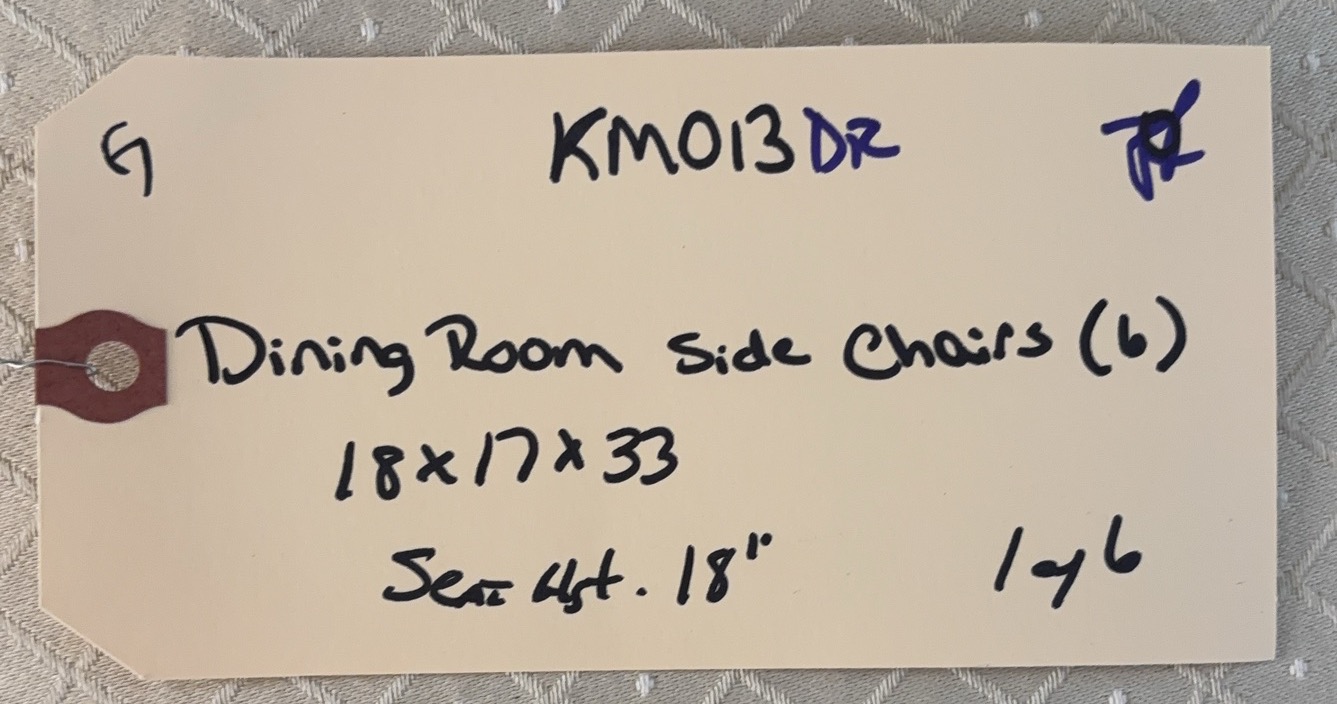 KM013DR
Dining Room Side Chairs (6)
18x17x33
Seat Hgt. 18"
1 of 6